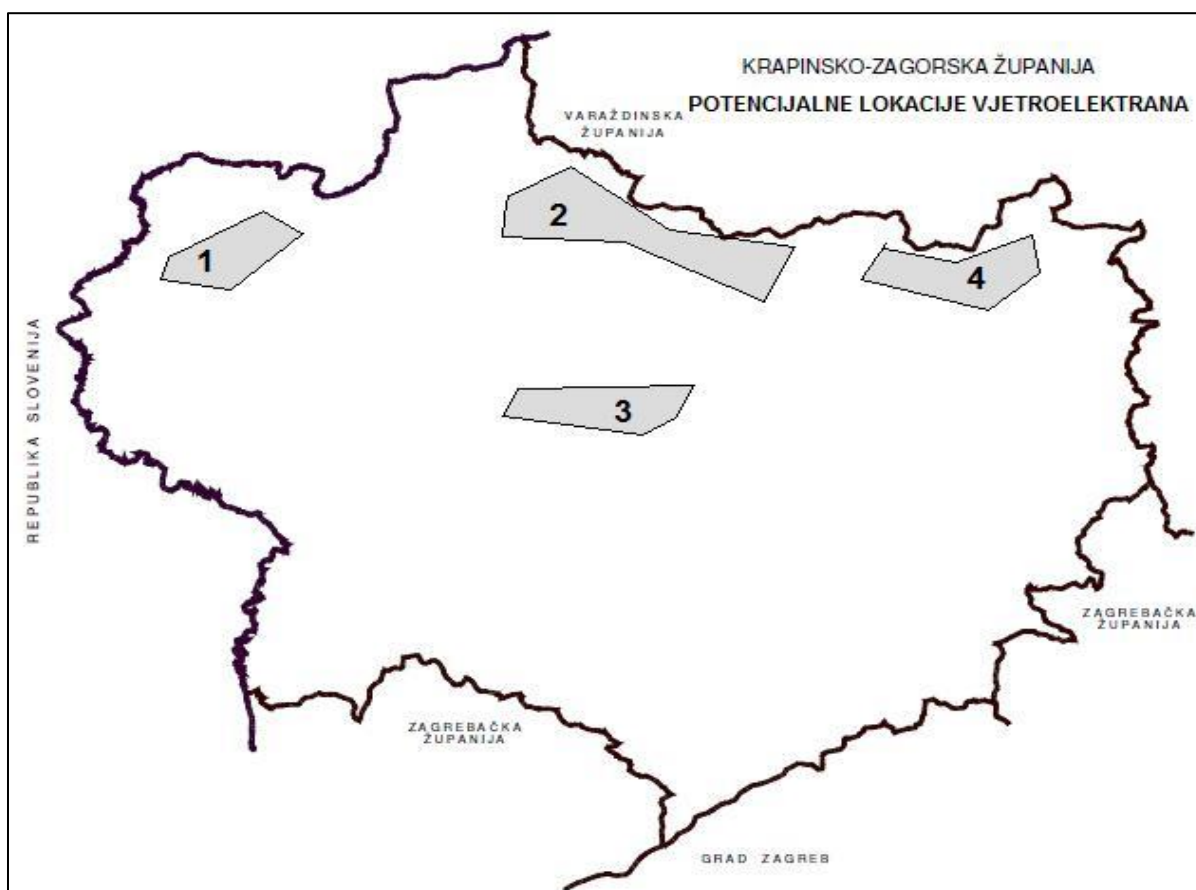 KRAPINSKO-ZAGORSKA ŽUPANIJA
POTENCIJALNE LOKACIJE VJETROELEKTRANA
VARAŽDINSKA
ŽUPANIJA
2
1
4
REPUBLIKA SLOVENIJA
3
ZAGREBAČKA
ŽUPANIJA
ZAGREBAČKA
ŽUPANIJA
GRAD ZAGREB